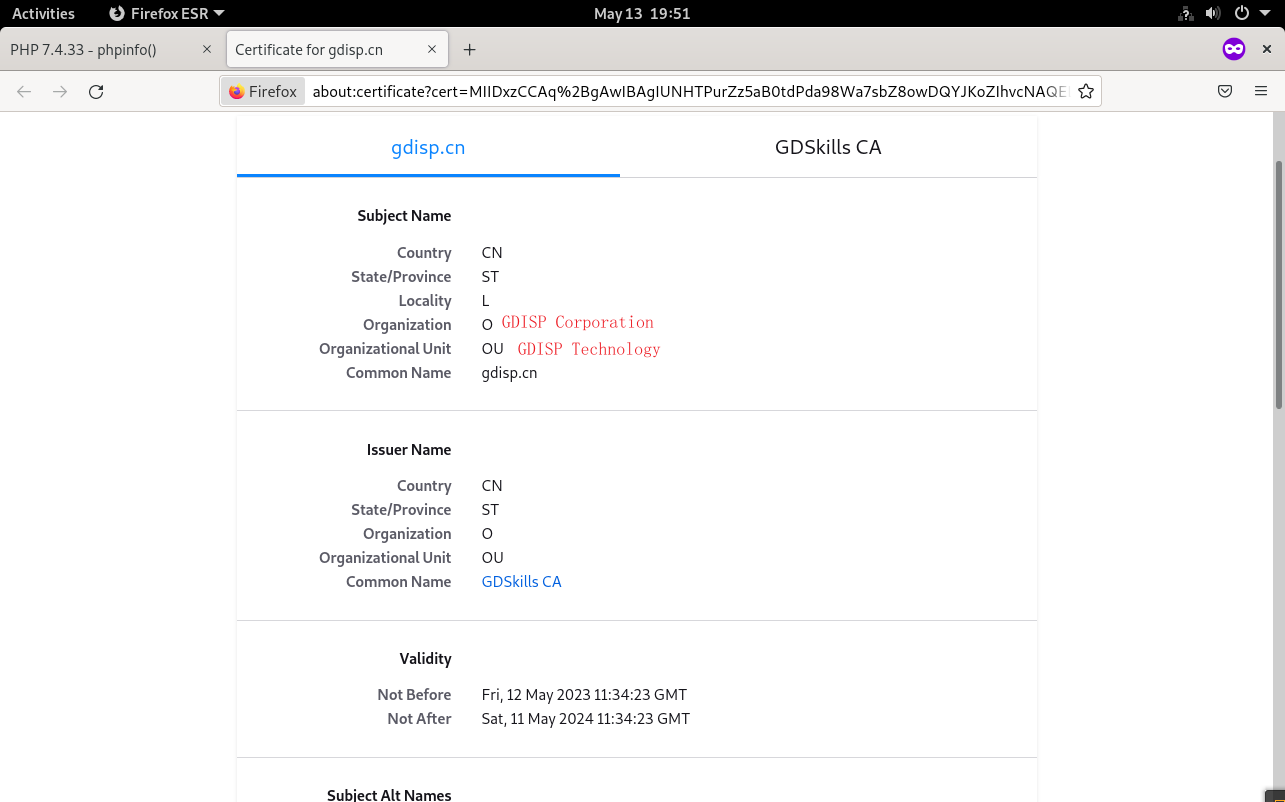 Activities Firefox ESR May 13 19:51
PHP 7.4.33 - phpinfo() Certificate for gdisp.cn
Firefox about:certificate?cert=MIIDxzCCAq%2BgAwIBAgIUNHTPurZz5aB0tdPda98Wa7sbZ8owDQYJKoZIhvcNAQE
gdisp.cn GDSkills CA
Subject Name
Country CN
State/Province ST
Locality L
Organization O GDISP Corporation
Organizational Unit OU GDISP Technology
Common Name gdisp.cn
Issuer Name
Country CN
State/Province ST
Organization O
Organizational Unit OU
Common Name GDSkills CA
Validity
Not Before Fri, 12 May 2023 11:34:23 GMT
Not After Sat, 11 May 2024 11:34:23 GMT
Subject Alt Names